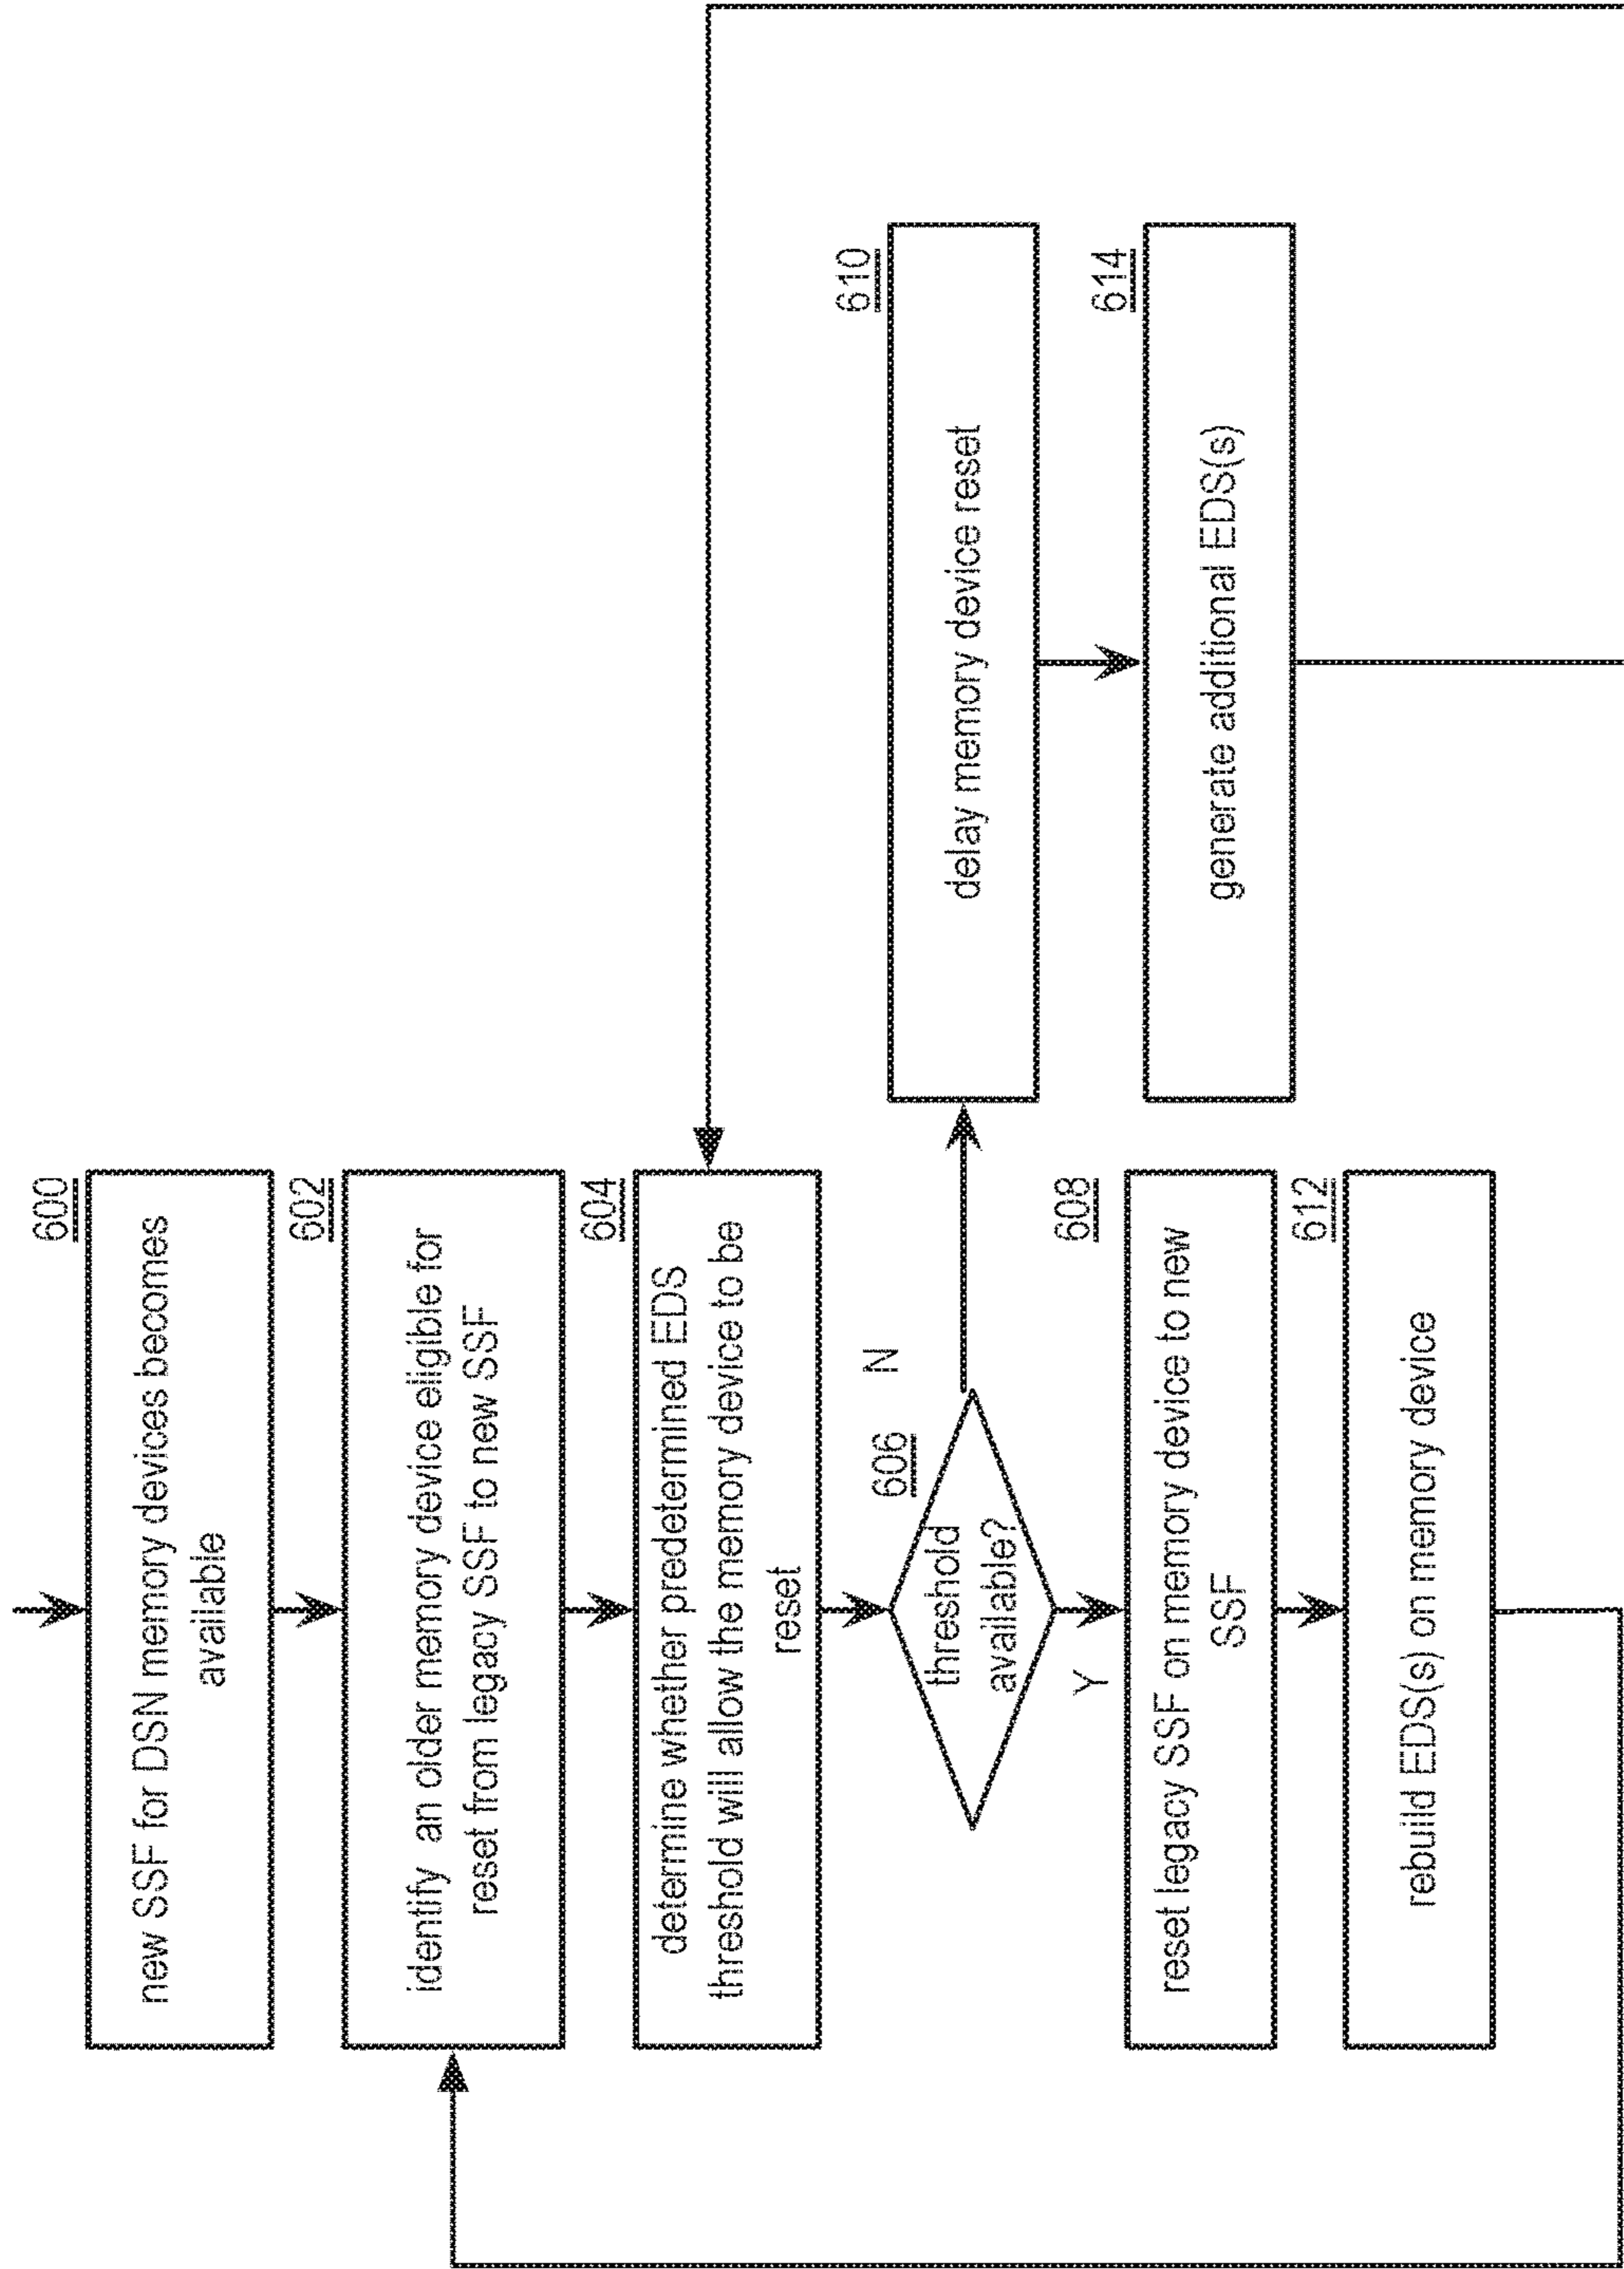 600
new SSF for DSN memory devices becomes
available
602
identify an older memory device eligible for
reset from legacy SSF to new SSF
604
determine whether predetermined EDS
threshold will allow the memory device to be
reset
606
threshold
available?
N
Y
610
delay memory device reset
614
generate additional EDS(s)
608
reset legacy SSF on memory device to new
SSF
612
rebuild EDS(s) on memory device